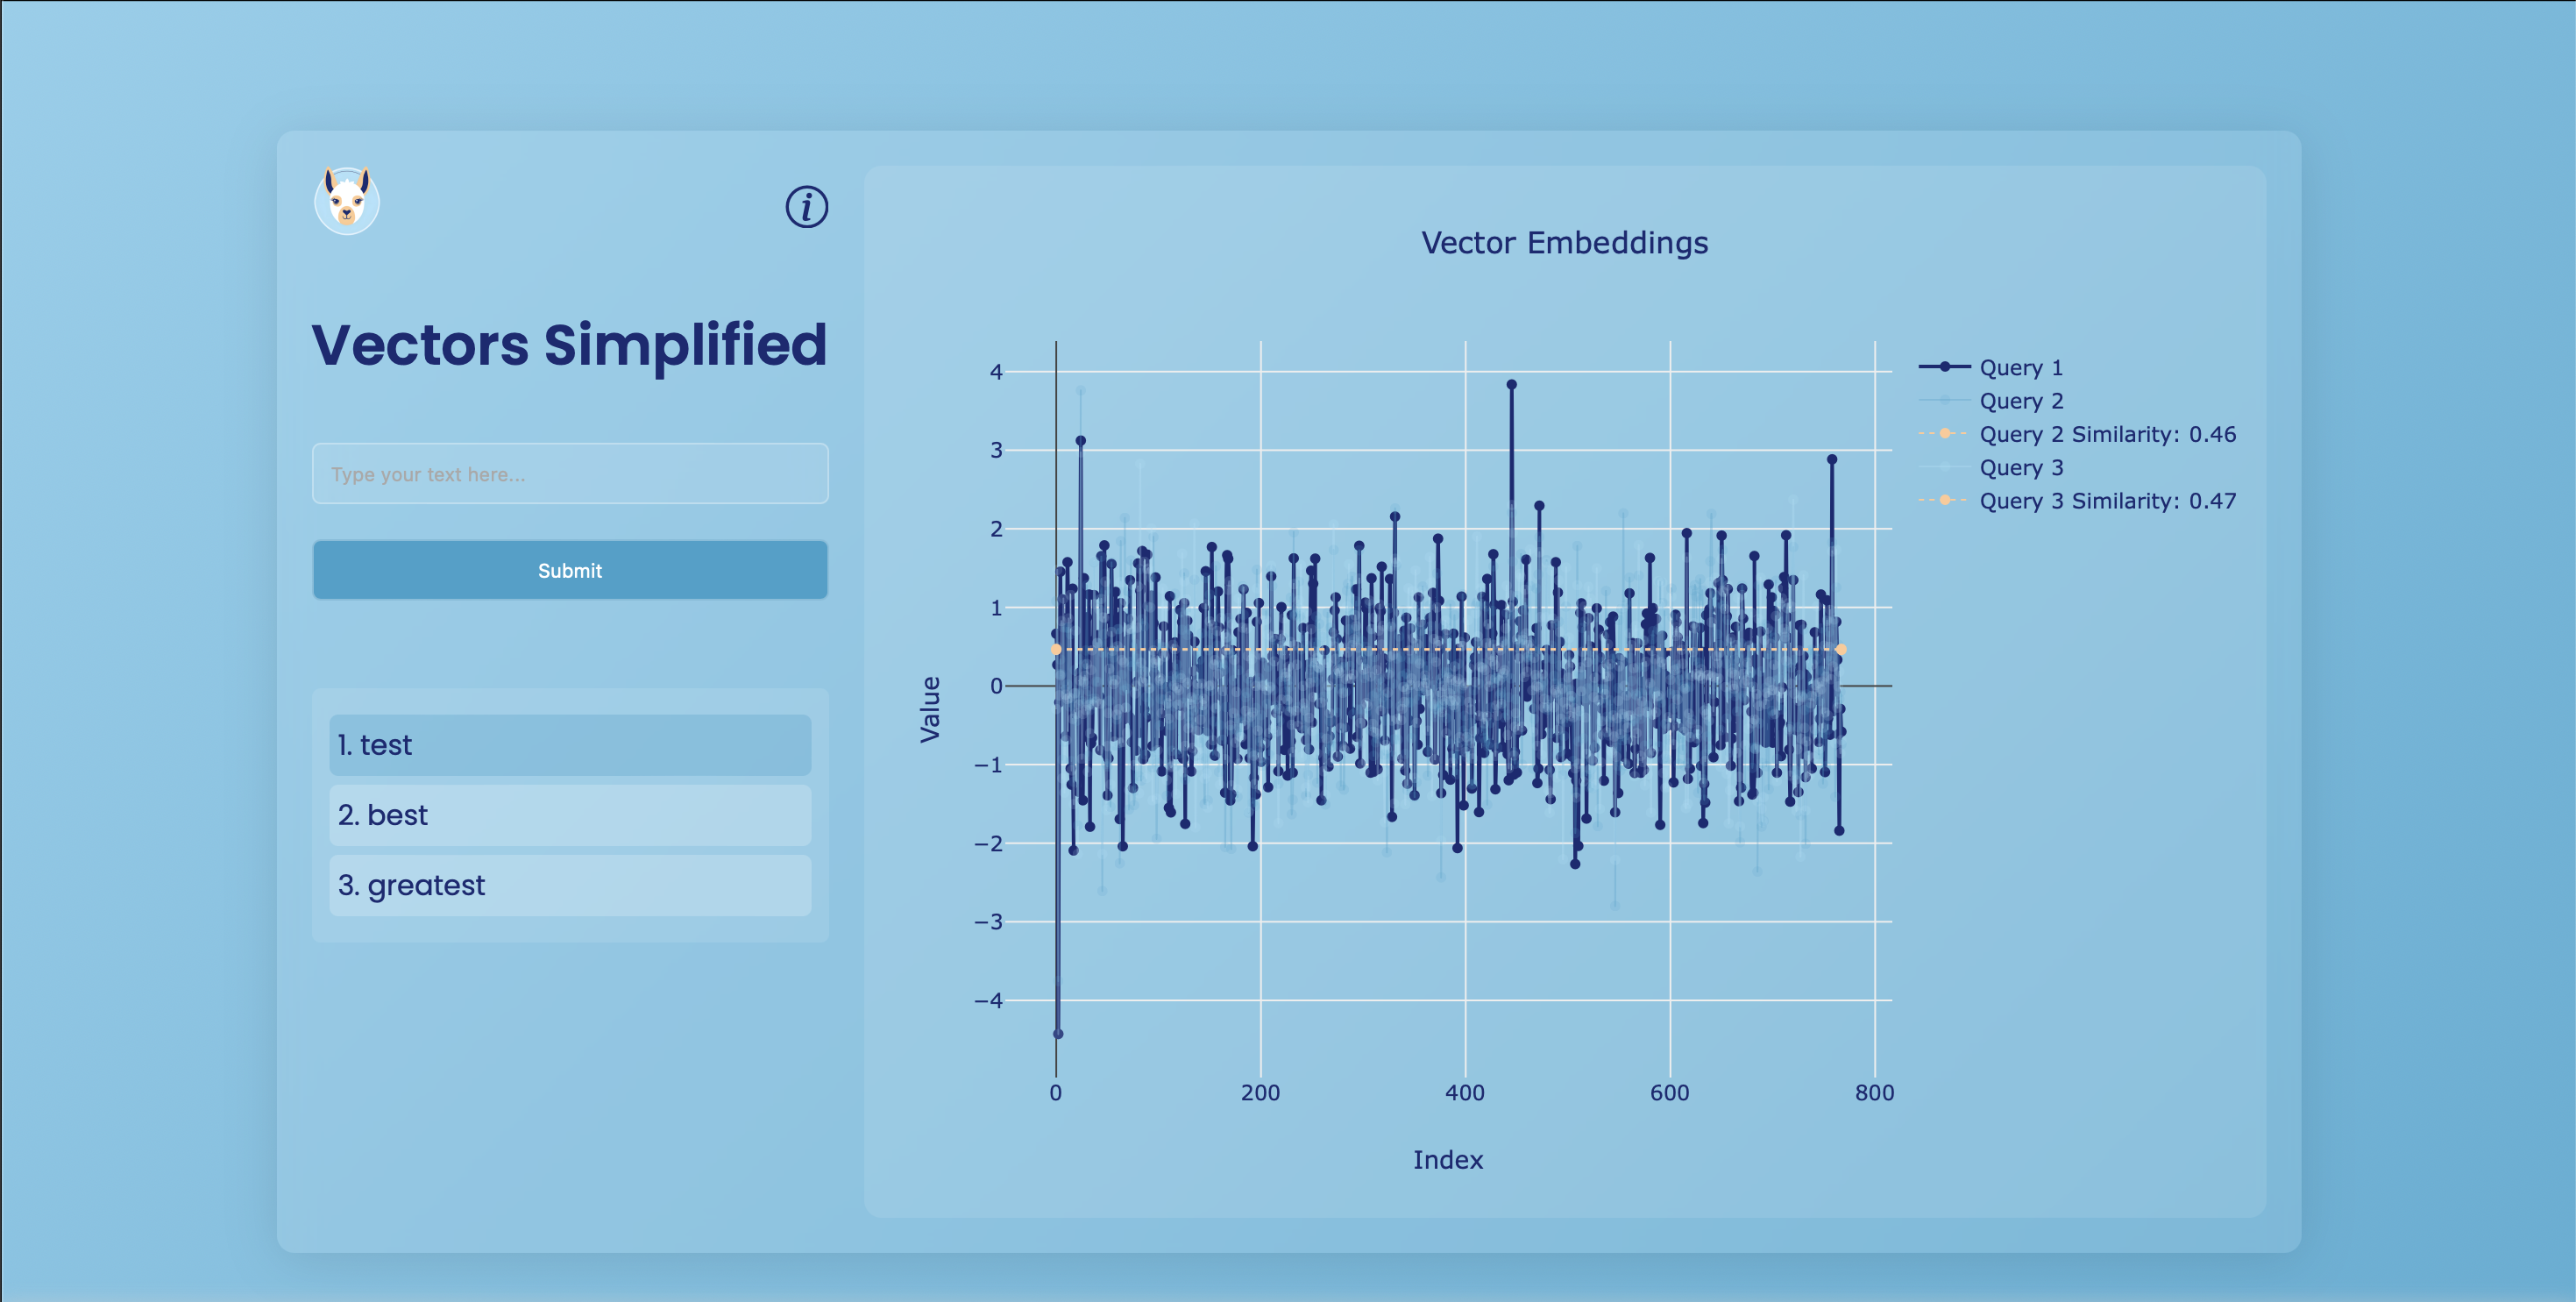 i
Vectors Simplified
Type your text here...
Submit
1. test
2. best
3. greatest
Vector Embeddings
4
3
2
1
0
−1
−2
−3
−4
Value
0 200 400 600 800
Index
Query 1
Query 2
Query 2 Similarity: 0.46
Query 3
Query 3 Similarity: 0.47